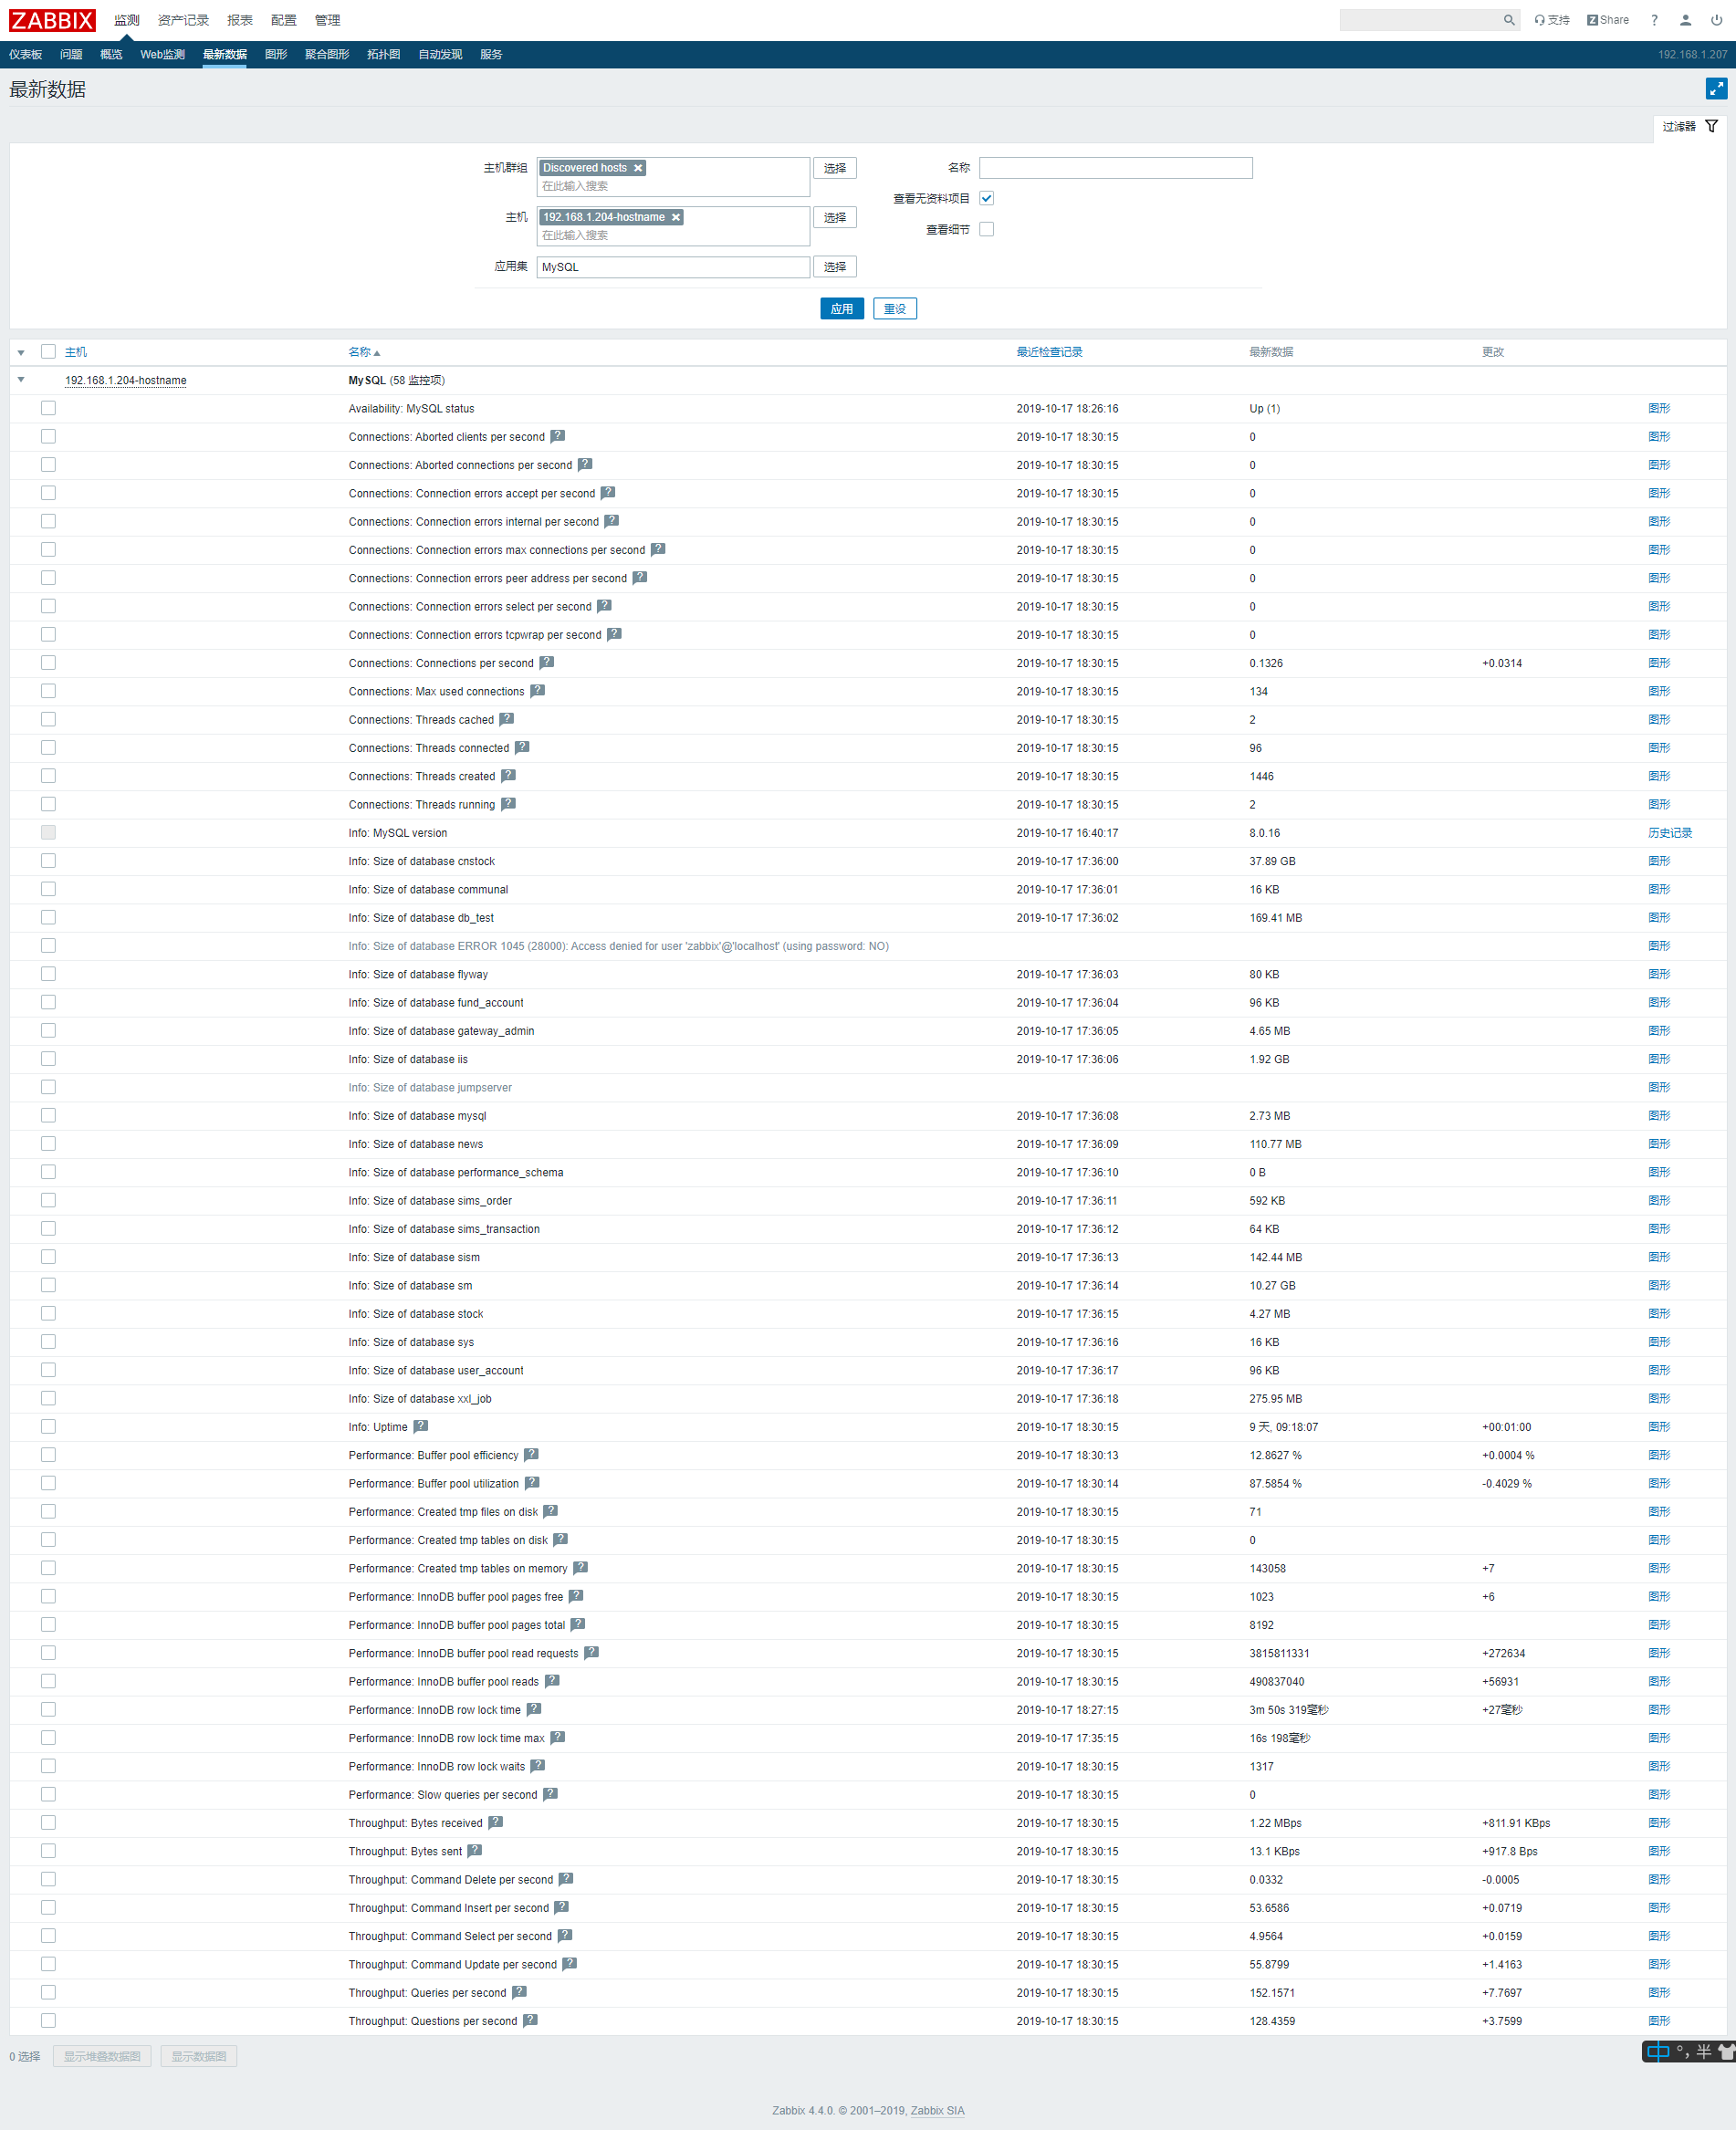 ZABBIX 监测 资产记录 报表 配置 管理 支持 Z Share ?
仪表板 问题 概览 Web监测 最新数据 图形 聚合图形 拓扑图 自动发现 服务 192.168.1.207
最新数据
过滤器
主机群组 Discovered hosts 选择 名称
在此输入搜索
查看无资料项目
主机 192.168.1.204-hostname 选择
在此输入搜索 查看细节
应用集 MySQL 选择
应用 重设
主机 名称 最近检查记录 最新数据 更改
192.168.1.204-hostname MySQL (58 监控项)
Availability: MySQL status 2019-10-17 18:26:16 Up (1) 图形
Connections: Aborted clients per second ? 2019-10-17 18:30:15 0 图形
Connections: Aborted connections per second ? 2019-10-17 18:30:15 0 图形
Connections: Connection errors accept per second ? 2019-10-17 18:30:15 0 图形
Connections: Connection errors internal per second ? 2019-10-17 18:30:15 0 图形
Connections: Connection errors max connections per second ? 2019-10-17 18:30:15 0 图形
Connections: Connection errors peer address per second ? 2019-10-17 18:30:15 0 图形
Connections: Connection errors select per second ? 2019-10-17 18:30:15 0 图形
Connections: Connection errors tcpwrap per second ? 2019-10-17 18:30:15 0 图形
Connections: Connections per second ? 2019-10-17 18:30:15 0.1326 +0.0314 图形
Connections: Max used connections ? 2019-10-17 18:30:15 134 图形
Connections: Threads cached ? 2019-10-17 18:30:15 2 图形
Connections: Threads connected ? 2019-10-17 18:30:15 96 图形
Connections: Threads created ? 2019-10-17 18:30:15 1446 图形
Connections: Threads running ? 2019-10-17 18:30:15 2 图形
Info: MySQL version 2019-10-17 16:40:17 8.0.16 历史记录
Info: Size of database cnstock 2019-10-17 17:36:00 37.89 GB 图形
Info: Size of database communal 2019-10-17 17:36:01 16 KB 图形
Info: Size of database db_test 2019-10-17 17:36:02 169.41 MB 图形
Info: Size of database ERROR 1045 (28000): Access denied for user 'zabbix'@'localhost' (using password: NO) 图形
Info: Size of database flyway 2019-10-17 17:36:03 80 KB 图形
Info: Size of database fund_account 2019-10-17 17:36:04 96 KB 图形
Info: Size of database gateway_admin 2019-10-17 17:36:05 4.65 MB 图形
Info: Size of database iis 2019-10-17 17:36:06 1.92 GB 图形
Info: Size of database jumpserver 图形
Info: Size of database mysql 2019-10-17 17:36:08 2.73 MB 图形
Info: Size of database news 2019-10-17 17:36:09 110.77 MB 图形
Info: Size of database performance_schema 2019-10-17 17:36:10 0 B 图形
Info: Size of database sims_order 2019-10-17 17:36:11 592 KB 图形
Info: Size of database sims_transaction 2019-10-17 17:36:12 64 KB 图形
Info: Size of database sism 2019-10-17 17:36:13 142.44 MB 图形
Info: Size of database sm 2019-10-17 17:36:14 10.27 GB 图形
Info: Size of database stock 2019-10-17 17:36:15 4.27 MB 图形
Info: Size of database sys 2019-10-17 17:36:16 16 KB 图形
Info: Size of database user_account 2019-10-17 17:36:17 96 KB 图形
Info: Size of database xxl_job 2019-10-17 17:36:18 275.95 MB 图形
Info: Uptime ? 2019-10-17 18:30:15 9 天, 09:18:07 +00:01:00 图形
Performance: Buffer pool efficiency ? 2019-10-17 18:30:13 12.8627 % +0.0004 % 图形
Performance: Buffer pool utilization ? 2019-10-17 18:30:14 87.5854 % -0.4029 % 图形
Performance: Created tmp files on disk ? 2019-10-17 18:30:15 71 图形
Performance: Created tmp tables on disk ? 2019-10-17 18:30:15 0 图形
Performance: Created tmp tables on memory ? 2019-10-17 18:30:15 143058 +7 图形
Performance: InnoDB buffer pool pages free ? 2019-10-17 18:30:15 1023 +6 图形
Performance: InnoDB buffer pool pages total ? 2019-10-17 18:30:15 8192 图形
Performance: InnoDB buffer pool read requests ? 2019-10-17 18:30:15 3815811331 +272634 图形
Performance: InnoDB buffer pool reads ? 2019-10-17 18:30:15 490837040 +56931 图形
Performance: InnoDB row lock time ? 2019-10-17 18:27:15 3m 50s 319毫秒 +27毫秒 图形
Performance: InnoDB row lock time max ? 2019-10-17 17:35:15 16s 198毫秒 图形
Performance: InnoDB row lock waits ? 2019-10-17 18:30:15 1317 图形
Performance: Slow queries per second ? 2019-10-17 18:30:15 0 图形
Throughput: Bytes received ? 2019-10-17 18:30:15 1.22 MBps +811.91 KBps 图形
Throughput: Bytes sent ? 2019-10-17 18:30:15 13.1 KBps +917.8 Bps 图形
Throughput: Command Delete per second ? 2019-10-17 18:30:15 0.0332 -0.0005 图形
Throughput: Command Insert per second ? 2019-10-17 18:30:15 53.6586 +0.0719 图形
Throughput: Command Select per second ? 2019-10-17 18:30:15 4.9564 +0.0159 图形
Throughput: Command Update per second ? 2019-10-17 18:30:15 55.8799 +1.4163 图形
Throughput: Queries per second ? 2019-10-17 18:30:15 152.1571 +7.7697 图形
Throughput: Questions per second ? 2019-10-17 18:30:15 128.4359 +3.7599 图形
0 选择 显示堆叠数据图 显示数据图 中 °, 半
Zabbix 4.4.0. © 2001–2019, Zabbix SIA